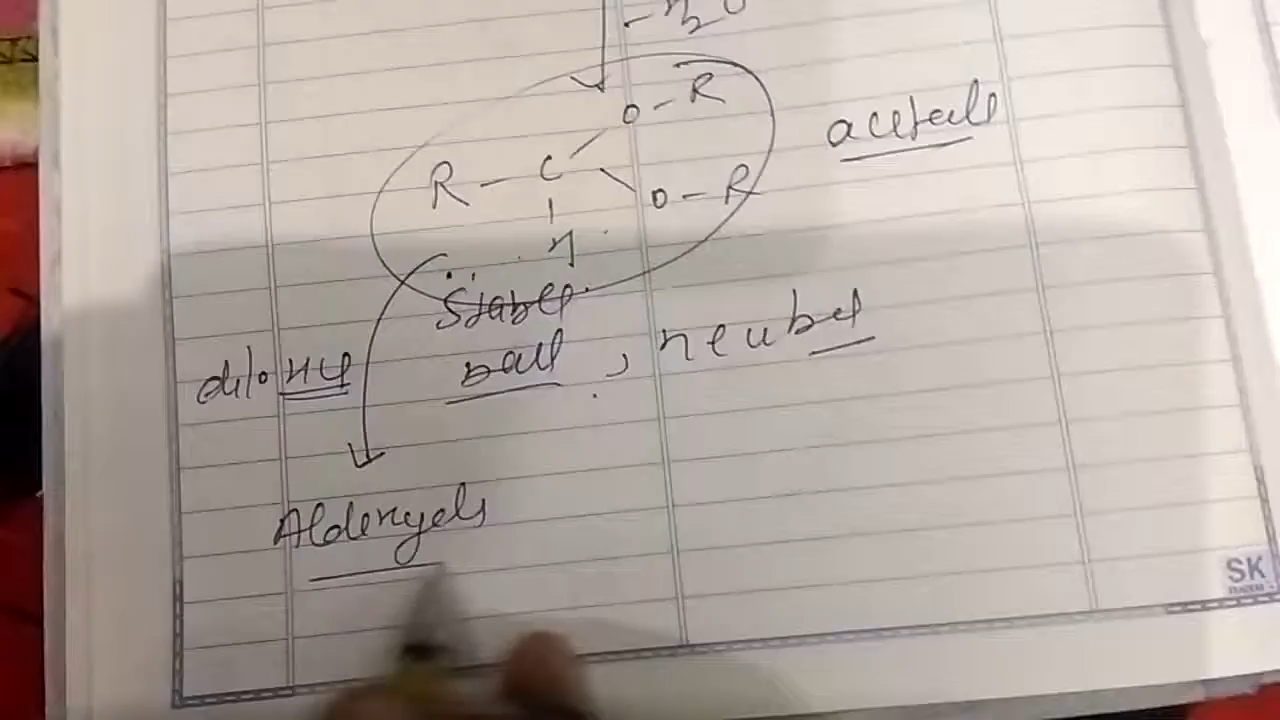 - H2O
O-R
acetals
R-C
O-R
H
Stable
base, neutral
dil. HCl
Aldehyde
SK